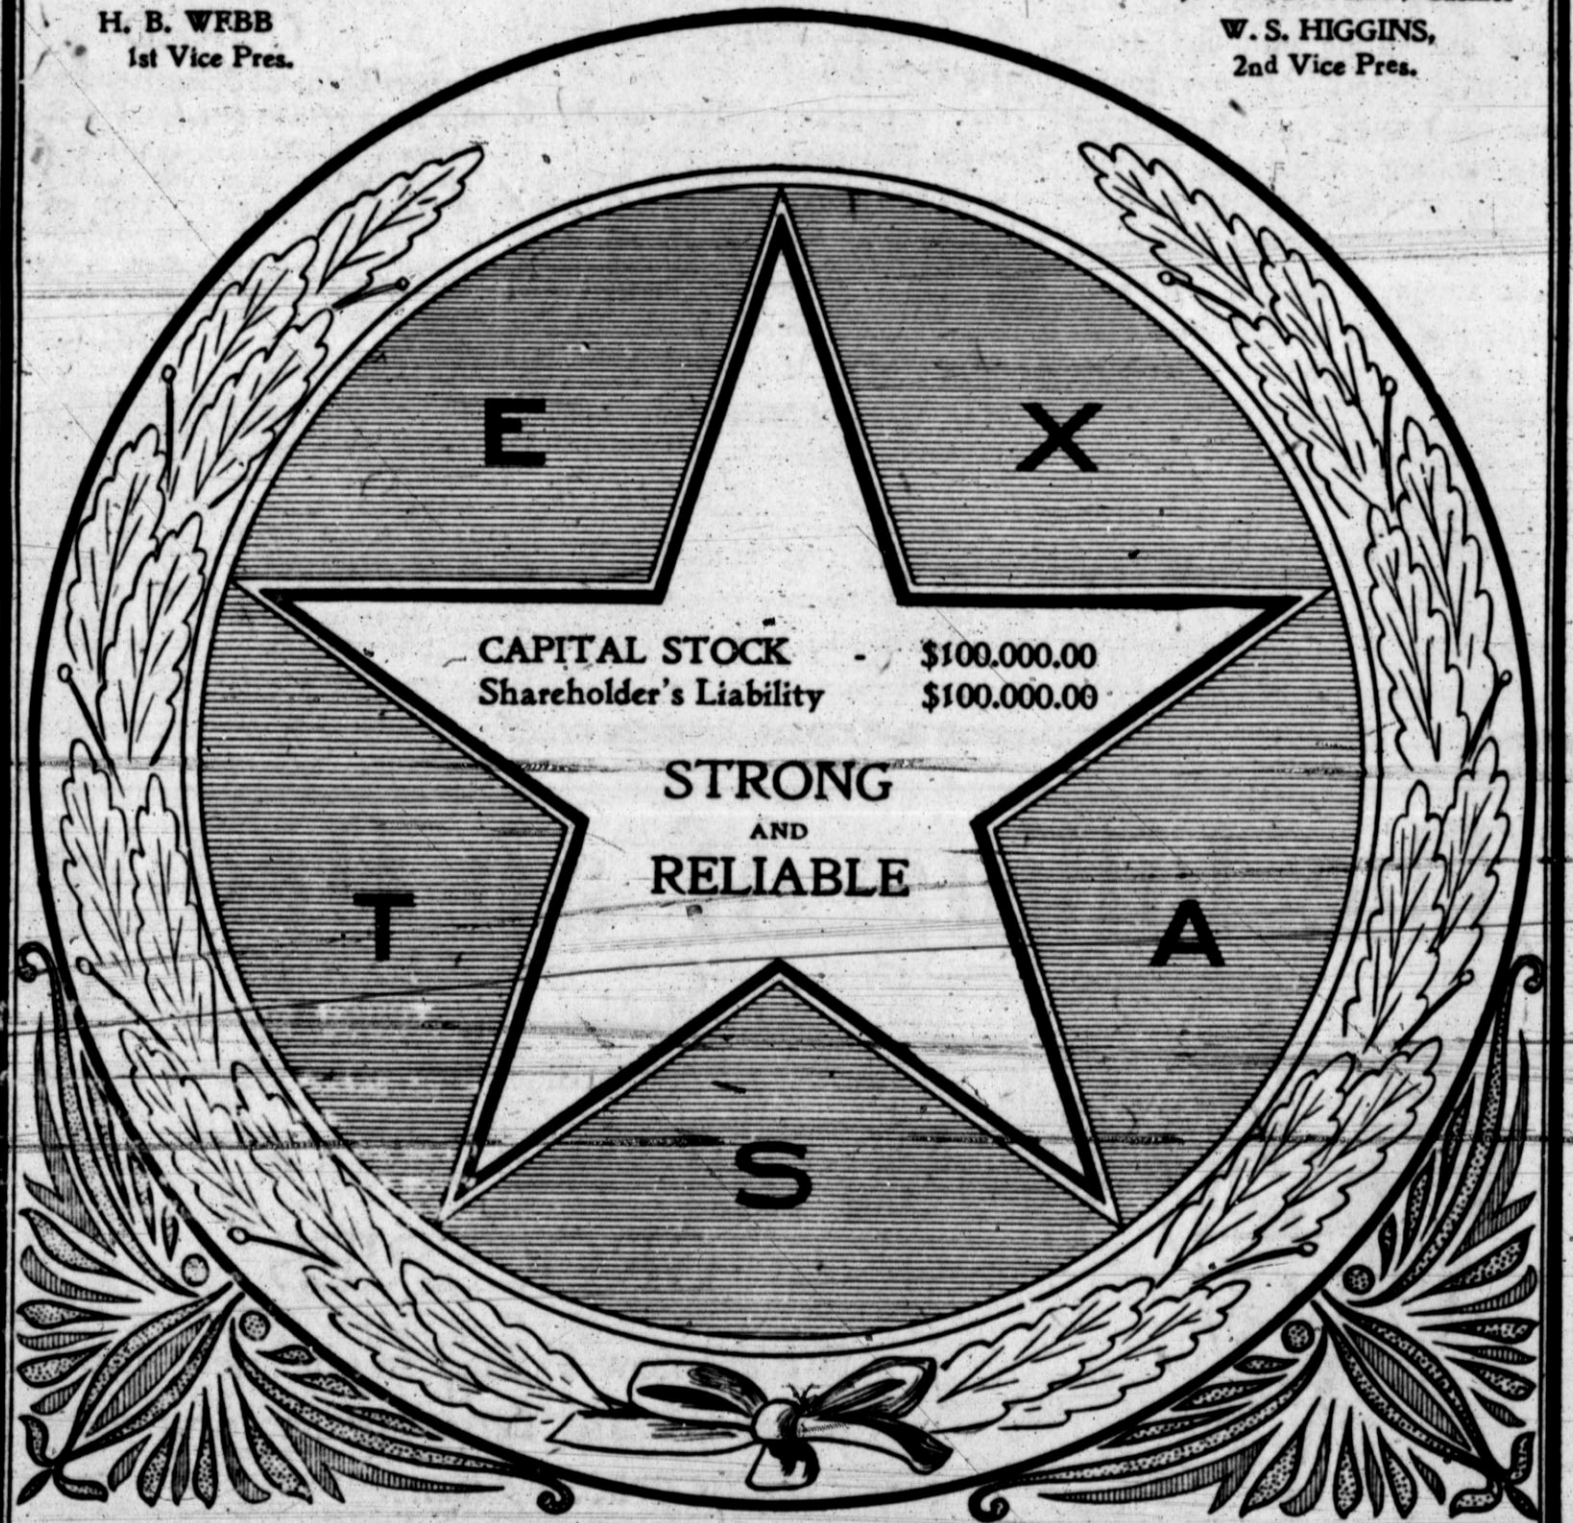 H. B. WEBB
1st Vice Pres.
W. S. HIGGINS,
2nd Vice Pres.
E X
CAPITAL STOCK - $100.000.00
Shareholder's Liability $100.000.00
STRONG
AND
RELIABLE
T A
S